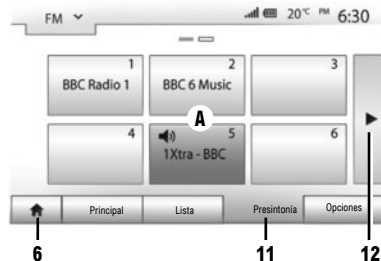 FM 20°C PM 6:30
1 2 3
BBC Radio 1 BBC 6 Music
A
4 5 6
1Xtra - BBC
Principal Lista Presintonía Opciones
6 11 12